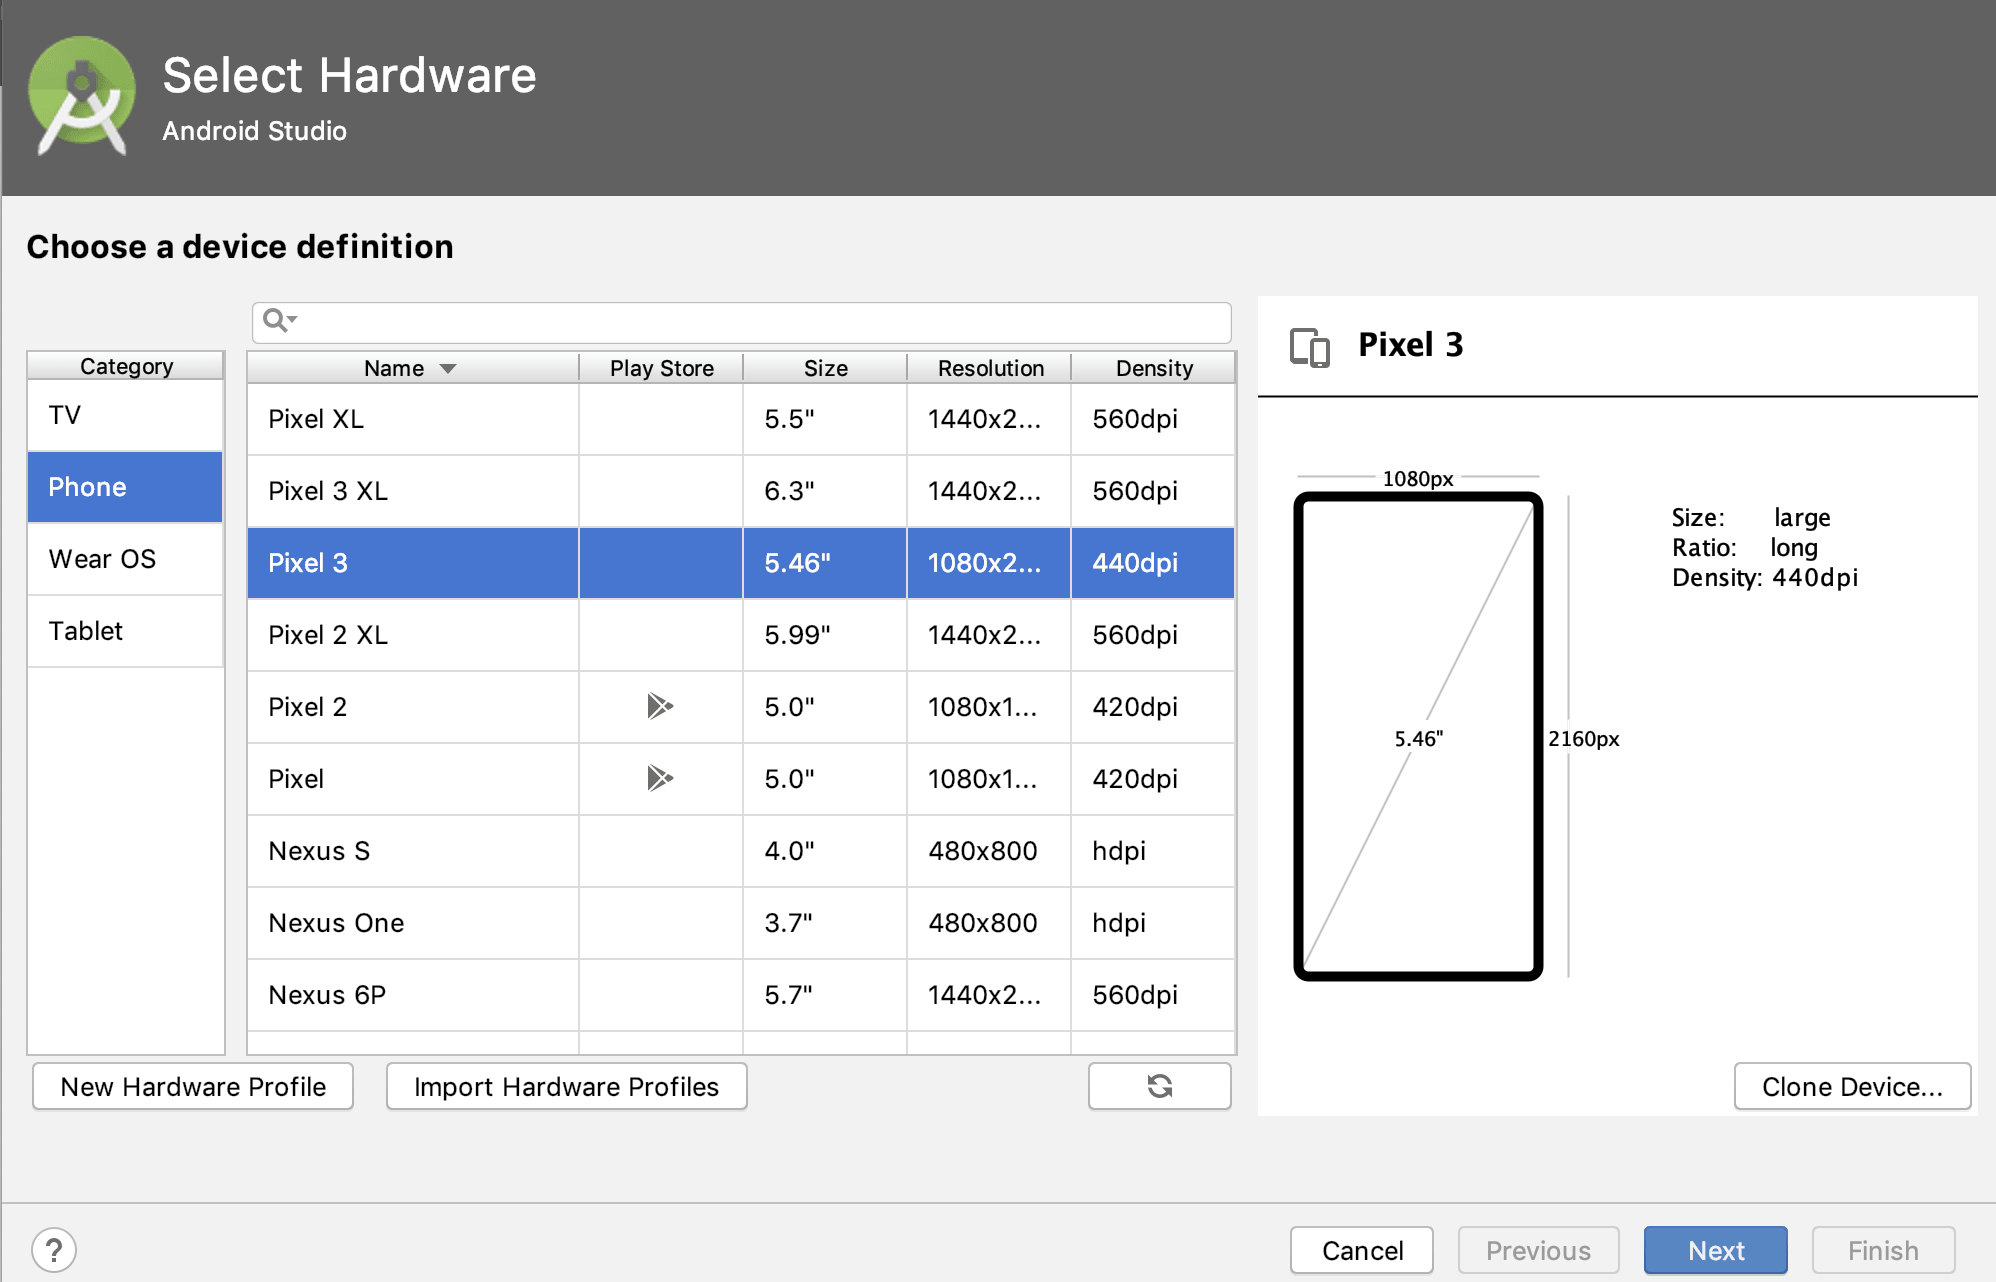 Select Hardware
Android Studio
Choose a device definition
Category
TV
Phone
Wear OS
Tablet
Name Play Store Size Resolution Density
Pixel XL 5.5" 1440x2... 560dpi
Pixel 3 XL 6.3" 1440x2... 560dpi
Pixel 3 5.46" 1080x2... 440dpi
Pixel 2 XL 5.99" 1440x2... 560dpi
Pixel 2 5.0" 1080x1... 420dpi
Pixel 5.0" 1080x1... 420dpi
Nexus S 4.0" 480x800 hdpi
Nexus One 3.7" 480x800 hdpi
Nexus 6P 5.7" 1440x2... 560dpi
New Hardware Profile Import Hardware Profiles
Pixel 3
1080px
5.46"
2160px
Size: large
Ratio: long
Density: 440dpi
Clone Device...
? Cancel Previous Next Finish